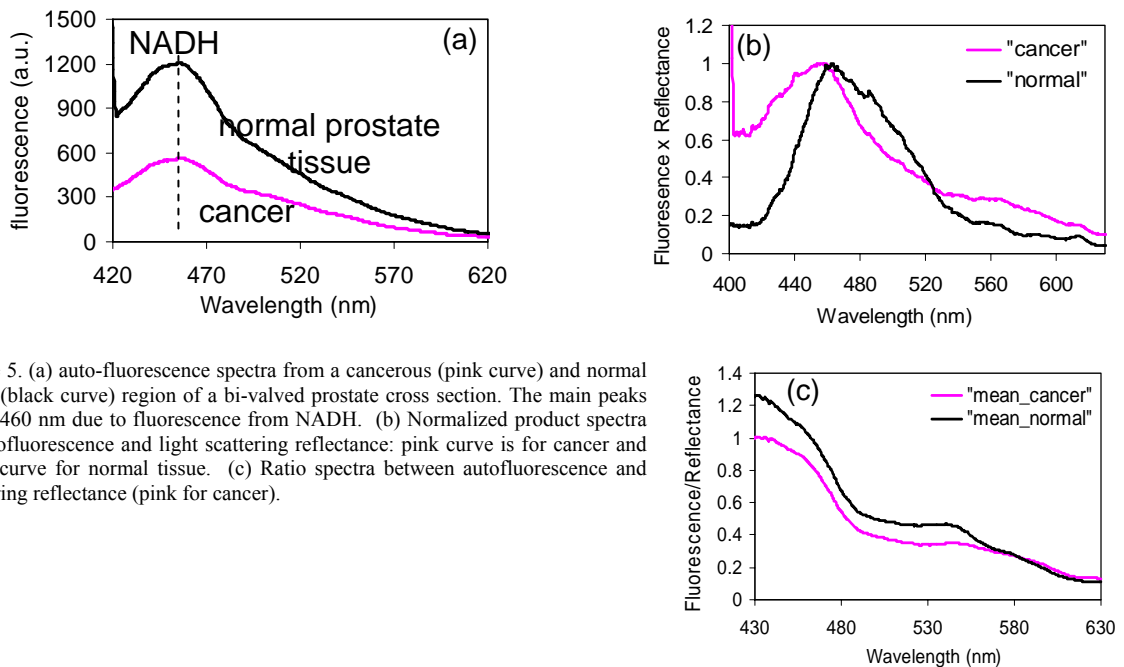 1500
1200
900
600
300
0
fluorescence (a.u.)
NADH
(a)
normal prostate
tissue
cancer
420 470 520 570 620
Wavelength (nm)
1.2
1
0.8
0.6
0.4
0.2
0
Fluoresence x Reflectance
(b)
"cancer"
"normal"
400 440 480 520 560 600
Wavelength (nm)
5. (a) auto-fluorescence spectra from a cancerous (pink curve) and normal
(black curve) region of a bi-valved prostate cross section. The main peaks
460 nm due to fluorescence from NADH. (b) Normalized product spectra
ofluorescence and light scattering reflectance: pink curve is for cancer and
curve for normal tissue. (c) Ratio spectra between autofluorescence and
ing reflectance (pink for cancer).
1.4
1.2
1
0.8
0.6
0.4
0.2
0
Fluorescence/Reflectance
(c)
"mean_cancer"
"mean_normal"
430 480 530 580 630
Wavelength (nm)